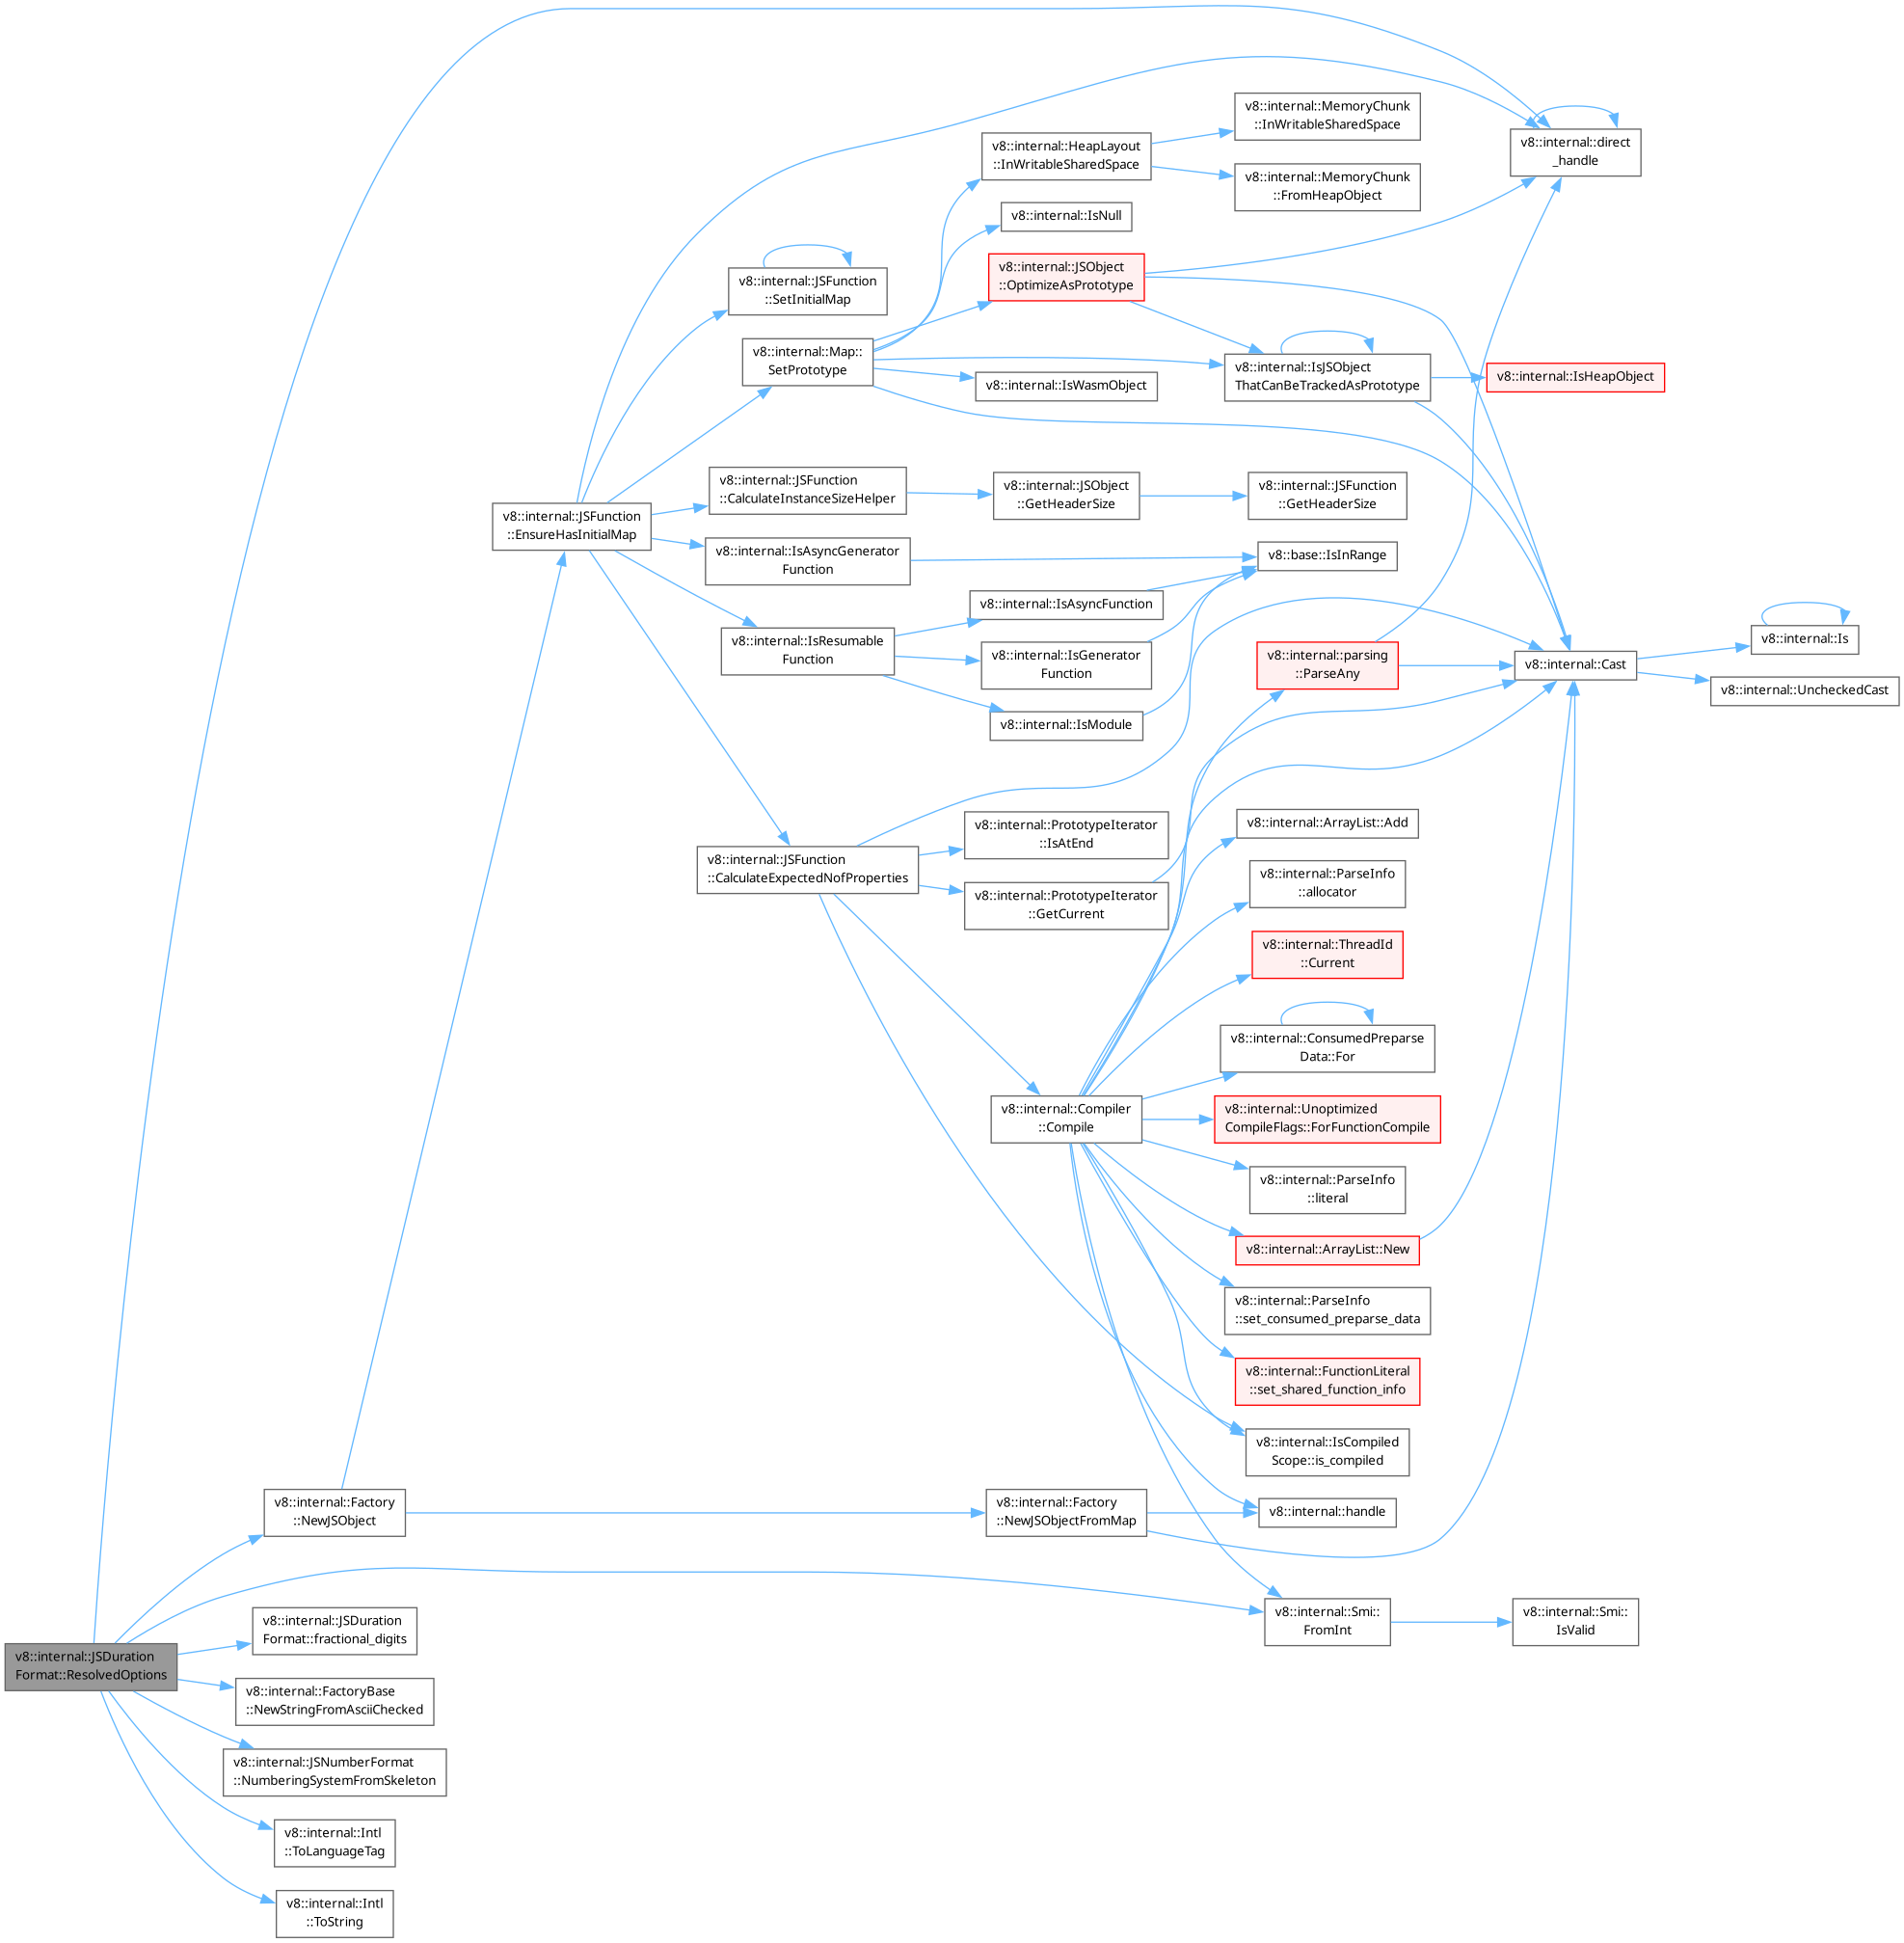 v8::internal::JSDuration
Format::ResolvedOptions
v8::internal::direct
_handle
v8::internal::Factory
::NewJSObject
v8::internal::JSFunction
::EnsureHasInitialMap
v8::internal::JSFunction
::SetInitialMap
v8::internal::Map::
SetPrototype
v8::internal::HeapLayout
::InWritableSharedSpace
v8::internal::MemoryChunk
::InWritableSharedSpace
v8::internal::MemoryChunk
::FromHeapObject
v8::internal::IsNull
v8::internal::JSObject
::OptimizeAsPrototype
v8::internal::IsJSObject
ThatCanBeTrackedAsPrototype
v8::internal::IsHeapObject
v8::internal::IsWasmObject
v8::internal::JSFunction
::CalculateInstanceSizeHelper
v8::internal::JSObject
::GetHeaderSize
v8::internal::JSFunction
::GetHeaderSize
v8::internal::IsAsyncGenerator
Function
v8::base::IsInRange
v8::internal::IsResumable
Function
v8::internal::IsAsyncFunction
v8::internal::IsGenerator
Function
v8::internal::IsModule
v8::internal::parsing
::ParseAny
v8::internal::Cast
v8::internal::Is
v8::internal::UncheckedCast
v8::internal::JSFunction
::CalculateExpectedNofProperties
v8::internal::PrototypeIterator
::IsAtEnd
v8::internal::PrototypeIterator
::GetCurrent
v8::internal::Compiler
::Compile
v8::internal::ArrayList::Add
v8::internal::ParseInfo
::allocator
v8::internal::ThreadId
::Current
v8::internal::ConsumedPreparse
Data::For
v8::internal::Unoptimized
CompileFlags::ForFunctionCompile
v8::internal::ParseInfo
::literal
v8::internal::ArrayList::New
v8::internal::ParseInfo
::set_consumed_preparse_data
v8::internal::FunctionLiteral
::set_shared_function_info
v8::internal::IsCompiled
Scope::is_compiled
v8::internal::Factory
::NewJSObjectFromMap
v8::internal::handle
v8::internal::Smi::
FromInt
v8::internal::Smi::
IsValid
v8::internal::JSDuration
Format::fractional_digits
v8::internal::FactoryBase
::NewStringFromAsciiChecked
v8::internal::JSNumberFormat
::NumberingSystemFromSkeleton
v8::internal::Intl
::ToLanguageTag
v8::internal::Intl
::ToString